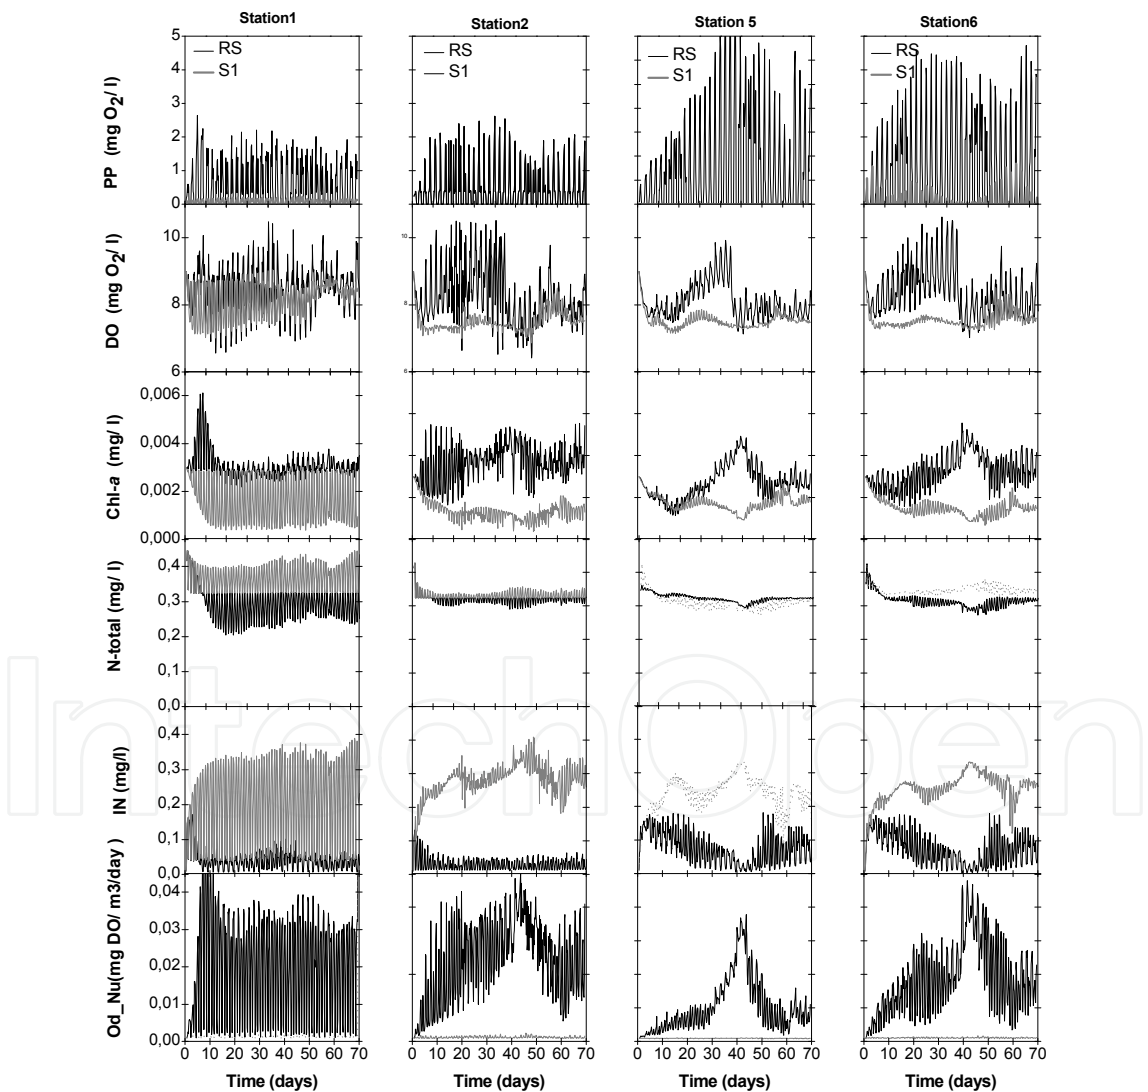 Station1 Station2 Station 5 Station6
RS RS RS RS
S1 S1 S1 S1
PP (mg O2/ l)
5
4
3
2
1
0
DO (mg O2/ l)
10
8
6
10
8
6
Chl-a (mg/ l)
0,006
0,004
0,002
0,000
N-total (mg/ l)
0,4
0,3
0,2
0,1
0,0
IN (mg/l)
0,4
0,3
0,2
0,1
0,0
Od_Nu(mg DO/ m3/day )
0,04
0,03
0,02
0,01
0,00
0 10 20 30 40 50 60 70 0 10 20 30 40 50 60 70 0 10 20 30 40 50 60 70 0 10 20 30 40 50 60 70
Time (days) Time (days) Time (days) Time (days)
IntechOpen